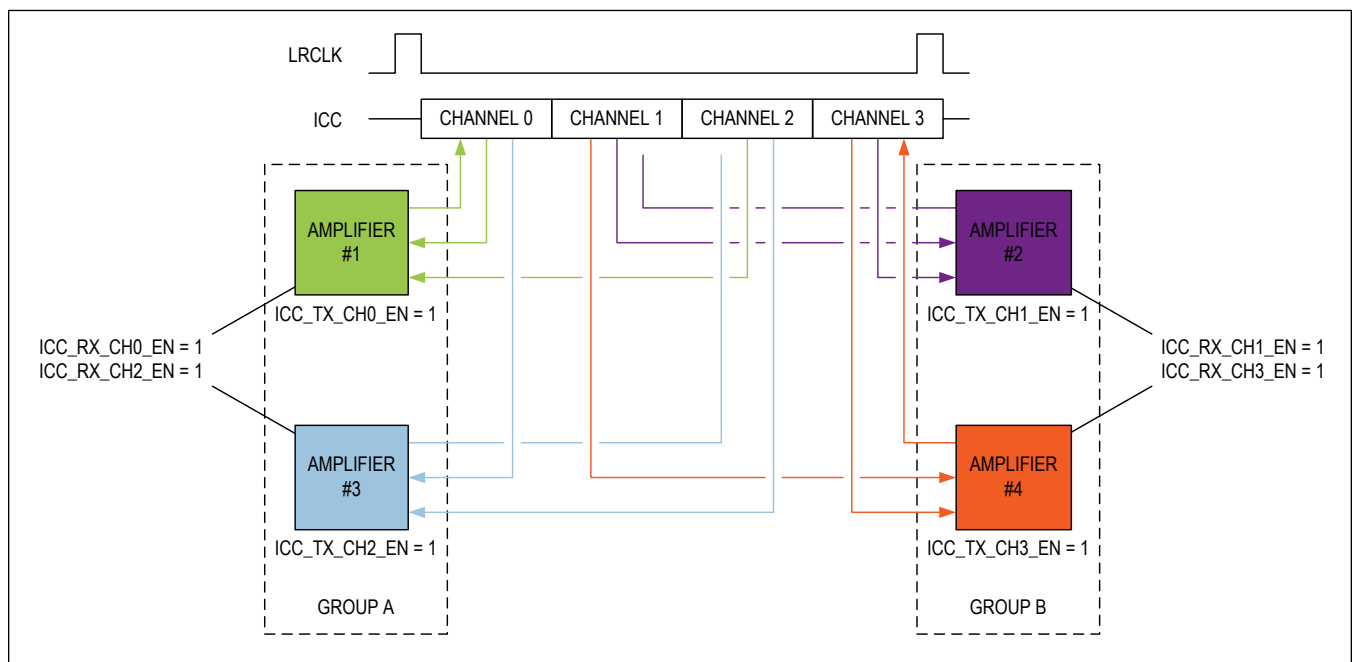 LRCLK
ICC
CHANNEL 0
CHANNEL 1
CHANNEL 2
CHANNEL 3
AMPLIFIER
#1
ICC_TX_CH0_EN = 1
AMPLIFIER
#2
ICC_TX_CH1_EN = 1
ICC_RX_CH0_EN = 1
ICC_RX_CH2_EN = 1
ICC_RX_CH1_EN = 1
ICC_RX_CH3_EN = 1
AMPLIFIER
#3
ICC_TX_CH2_EN = 1
AMPLIFIER
#4
ICC_TX_CH3_EN = 1
GROUP A
GROUP B